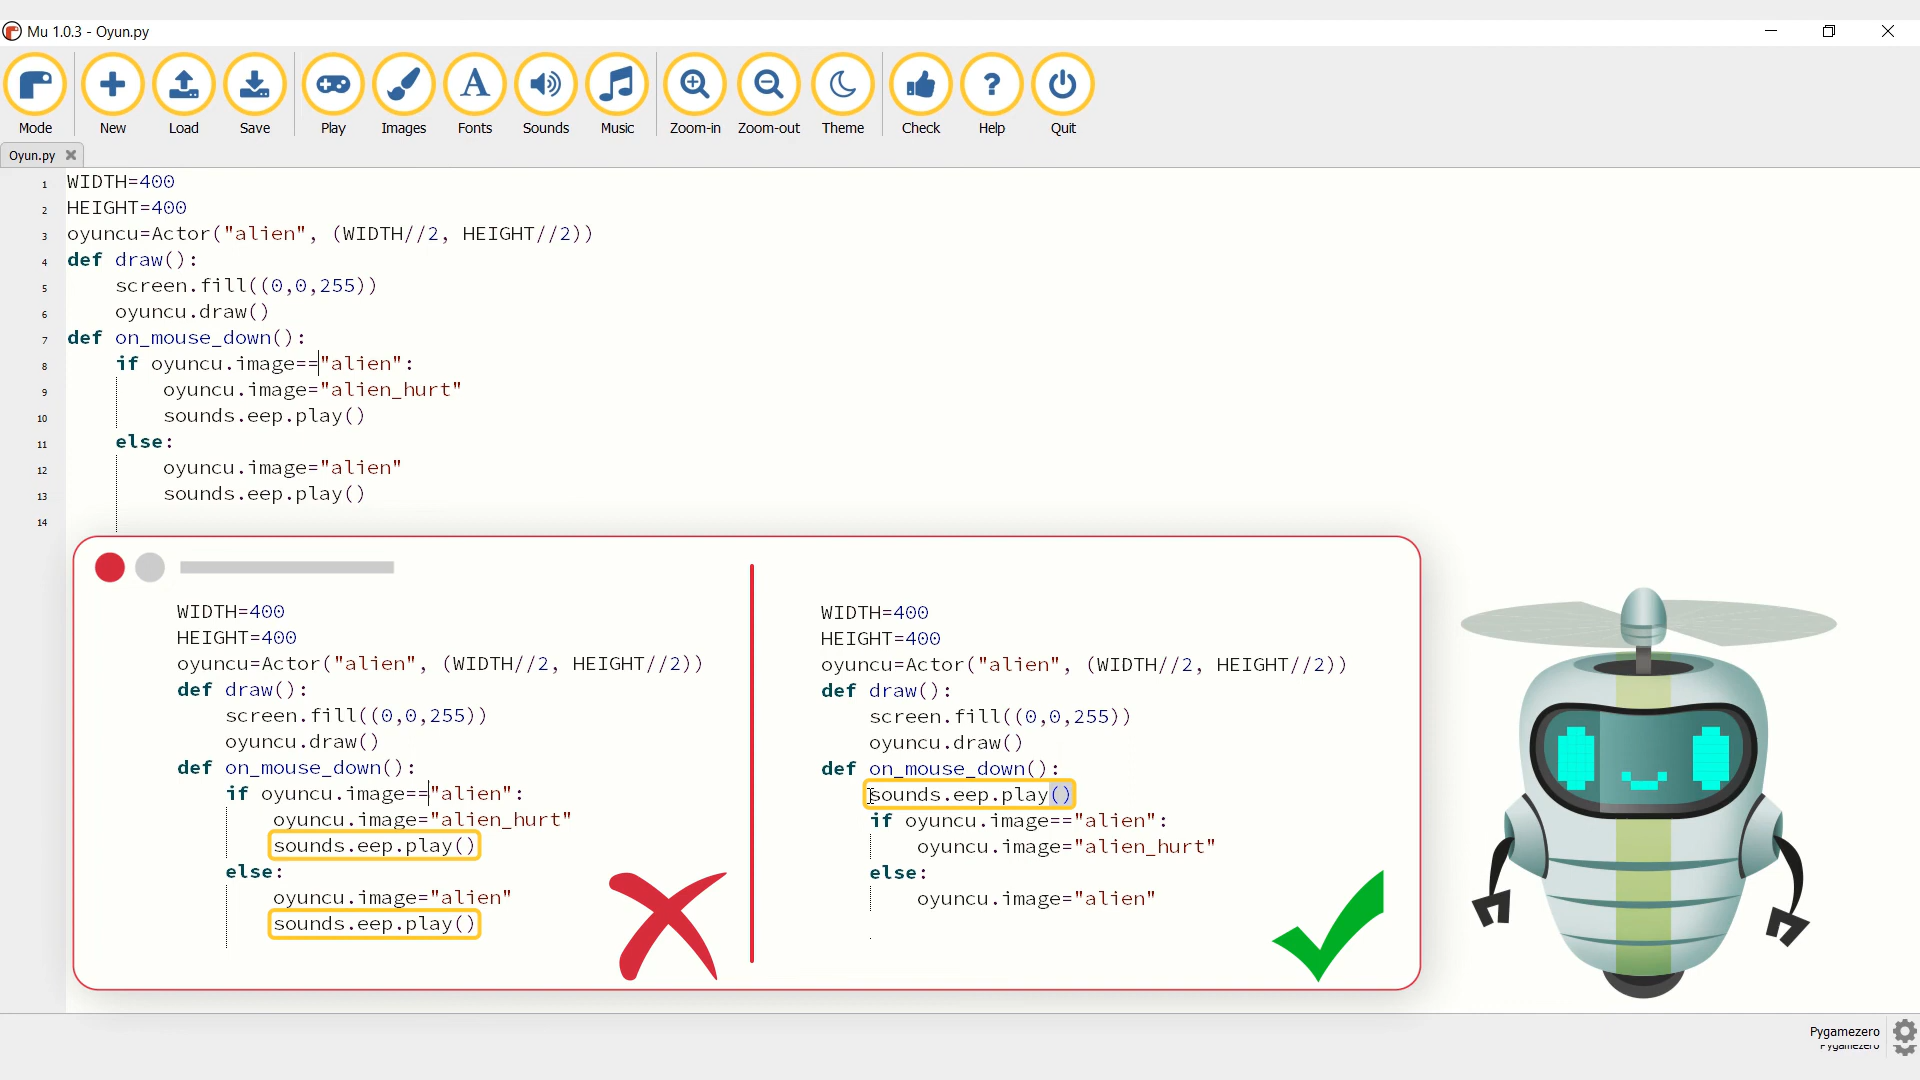 Mu 1.0.3 - Oyun.py
Mode New Load Save Play Images Fonts Sounds Music Zoom-in Zoom-out Theme Check Help Quit
Oyun.py
1 WIDTH=400
2 HEIGHT=400
3 oyuncu=Actor("alien", (WIDTH//2, HEIGHT//2))
4 def draw():
5     screen.fill((0,0,255))
6     oyuncu.draw()
7 def on_mouse_down():
8     if oyuncu.image=="alien":
9         oyuncu.image="alien_hurt"
10         sounds.eep.play()
11     else:
12         oyuncu.image="alien"
13         sounds.eep.play()
14
WIDTH=400
HEIGHT=400
oyuncu=Actor("alien", (WIDTH//2, HEIGHT//2))
def draw():
    screen.fill((0,0,255))
    oyuncu.draw()
def on_mouse_down():
    if oyuncu.image=="alien":
        oyuncu.image="alien_hurt"
        sounds.eep.play()
    else:
        oyuncu.image="alien"
        sounds.eep.play()
WIDTH=400
HEIGHT=400
oyuncu=Actor("alien", (WIDTH//2, HEIGHT//2))
def draw():
    screen.fill((0,0,255))
    oyuncu.draw()
def on_mouse_down():
    sounds.eep.play()
    if oyuncu.image=="alien":
        oyuncu.image="alien_hurt"
    else:
        oyuncu.image="alien"
Pygamezero
Pygamezero